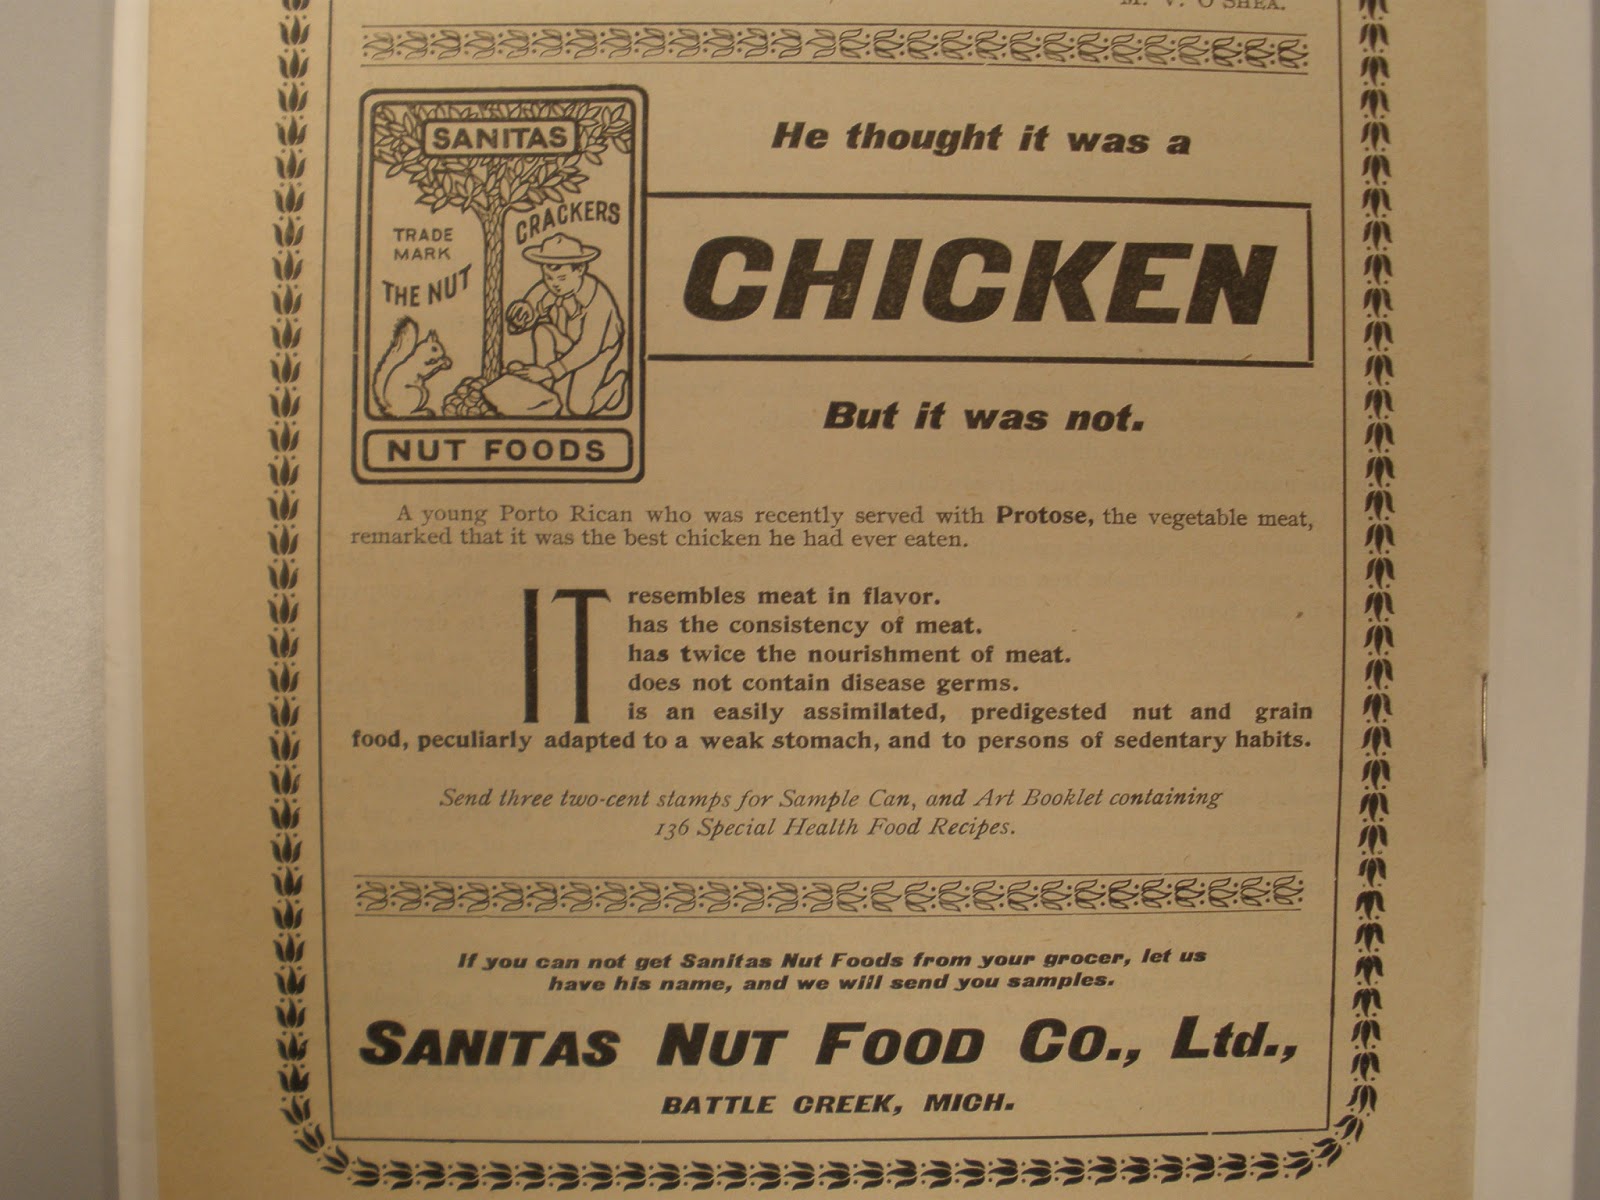 M. V. O'SHEA.
SANITAS
TRADE
MARK
THE NUT
CRACKERS
NUT FOODS
He thought it was a
CHICKEN
But it was not.
A young Porto Rican who was recently served with Protose, the vegetable meat,
remarked that it was the best chicken he had ever eaten.
IT resembles meat in flavor.
has the consistency of meat.
has twice the nourishment of meat.
does not contain disease germs.
is an easily assimilated, predigested nut and grain
food, peculiarly adapted to a weak stomach, and to persons of sedentary habits.
Send three two-cent stamps for Sample Can, and Art Booklet containing
136 Special Health Food Recipes.
If you can not get Sanitas Nut Foods from your grocer, let us
have his name, and we will send you samples.
SANITAS NUT FOOD CO., Ltd.,
BATTLE CREEK, MICH.